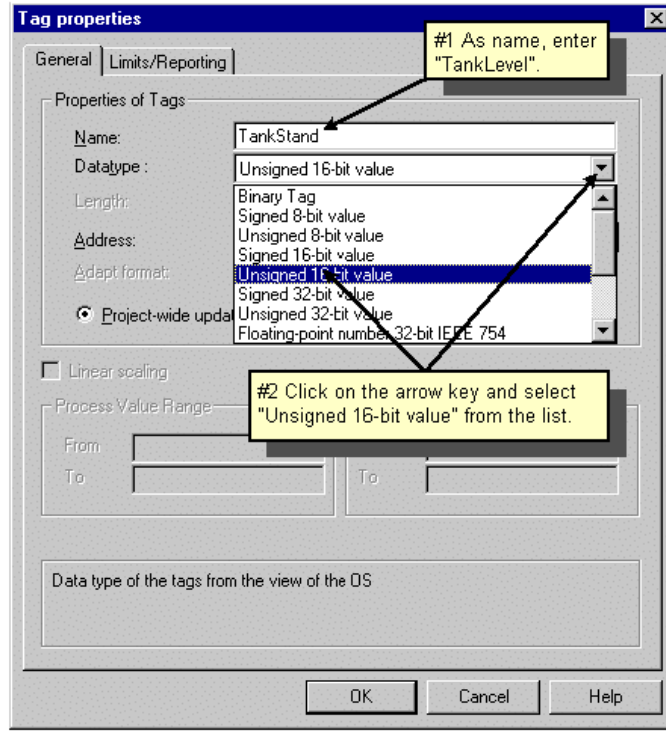 Tag properties
#1 As name, enter
"TankLevel".
General
Limits/Reporting
Properties of Tags
Name:
TankStand
Datatype :
Unsigned 16-bit value
Length:
Binary Tag
Signed 8-bit value
Unsigned 8-bit value
Address:
Signed 16-bit value
Adapt format:
Unsigned 16-bit value
Signed 32-bit value
Project-wide upda
Unsigned 32-bit value
Floating-point number 32-bit IEEE 754
Linear scaling
#2 Click on the arrow key and select
"Unsigned 16-bit value" from the list.
Process Value Range
From
To
To
Data type of the tags from the view of the OS
OK
Cancel
Help